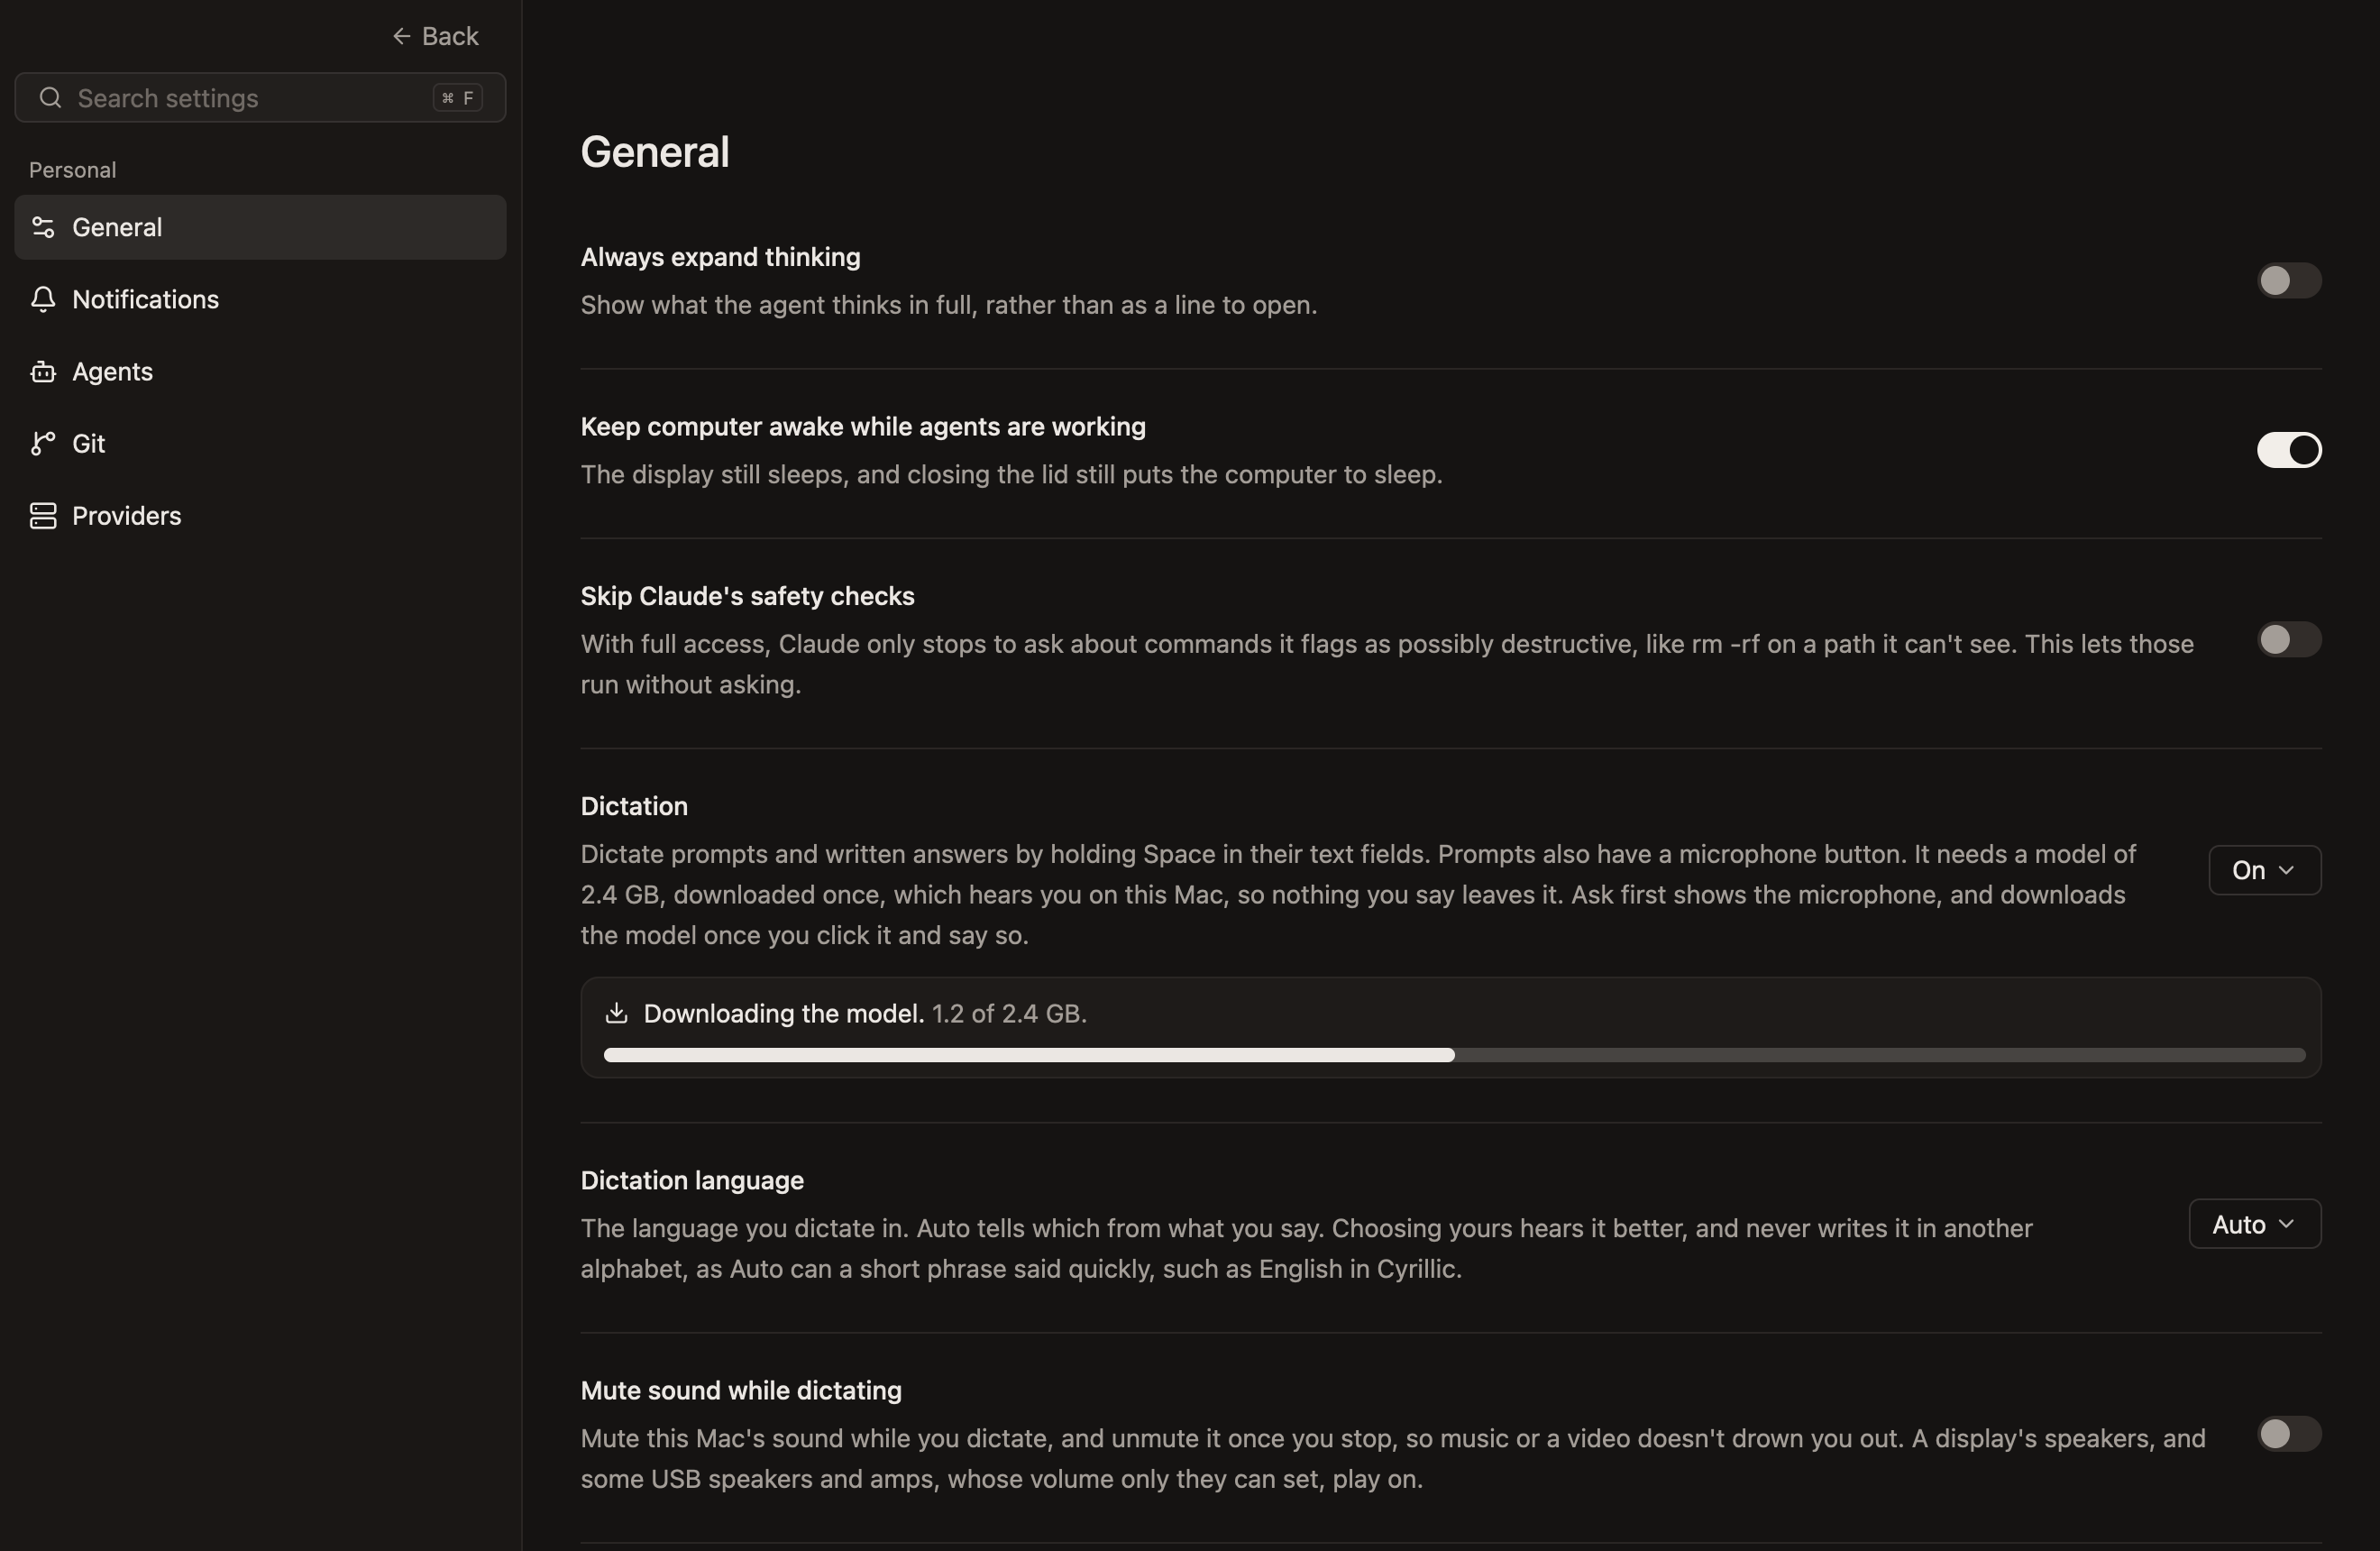 Back
Search settings
⌘ F
Personal
General
Notifications
Agents
Git
Providers
General
Always expand thinking
Show what the agent thinks in full, rather than as a line to open.
Keep computer awake while agents are working
The display still sleeps, and closing the lid still puts the computer to sleep.
Skip Claude's safety checks
With full access, Claude only stops to ask about commands it flags as possibly destructive, like rm -rf on a path it can't see. This lets those
run without asking.
Dictation
Dictate prompts and written answers by holding Space in their text fields. Prompts also have a microphone button. It needs a model of
2.4 GB, downloaded once, which hears you on this Mac, so nothing you say leaves it. Ask first shows the microphone, and downloads
the model once you click it and say so.
On
Downloading the model. 1.2 of 2.4 GB.
Dictation language
The language you dictate in. Auto tells which from what you say. Choosing yours hears it better, and never writes it in another
alphabet, as Auto can a short phrase said quickly, such as English in Cyrillic.
Auto
Mute sound while dictating
Mute this Mac's sound while you dictate, and unmute it once you stop, so music or a video doesn't drown you out. A display's speakers, and
some USB speakers and amps, whose volume only they can set, play on.